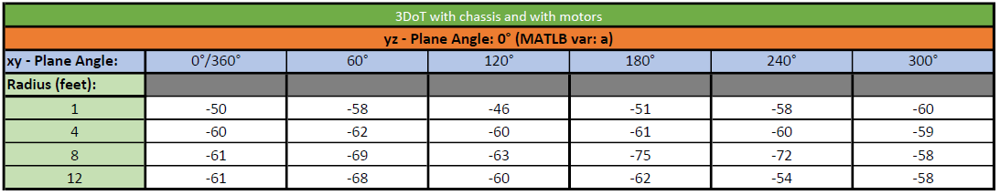 3DoT with chassis and with motors
yz - Plane Angle: 0° (MATLB var: a)
xy - Plane Angle: 0°/360° 60° 120° 180° 240° 300°
Radius (feet):
1 -50 -58 -46 -51 -58 -60
4 -60 -62 -60 -61 -60 -59
8 -61 -69 -63 -75 -72 -58
12 -61 -68 -60 -62 -54 -58